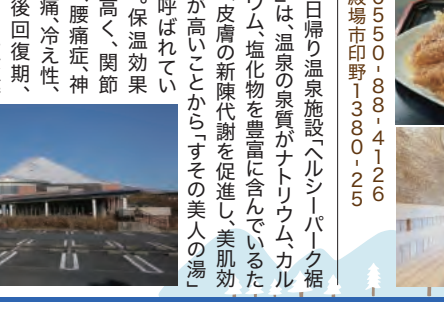 550-88-4126
殿場市印野1380-25
日帰り温泉施設「ヘルシーパーク裾
は、温泉の泉質がナトリウム、カル
ウム、塩化物を豊富に含んでいるた
皮膚の新陳代謝を促進し、美肌効
が高いことから「すその美人の湯」
呼ばれてい
。保温効果
高く、関節
、腰痛症、神
痛、冷え性、
後回復期、